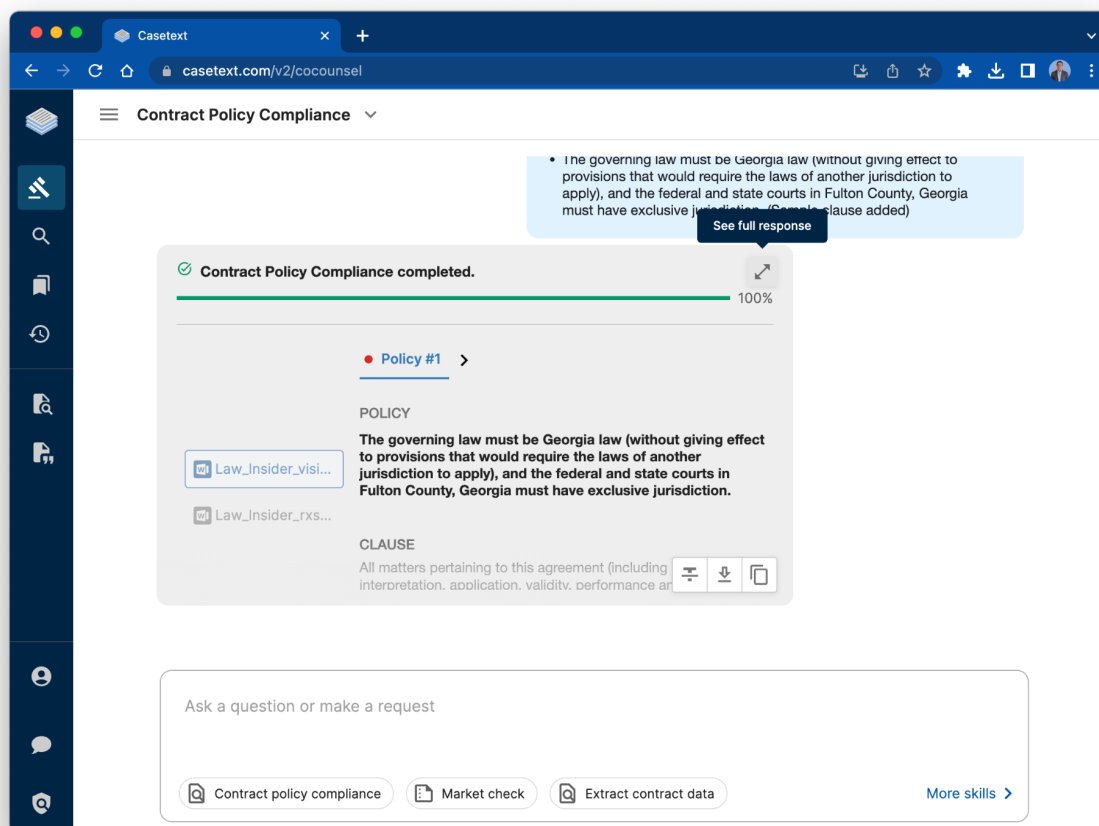 Casetext
casetext.com/v2/cocounsel
Contract Policy Compliance
• The governing law must be Georgia law (without giving effect to
provisions that would require the laws of another jurisdiction to
apply), and the federal and state courts in Fulton County, Georgia
must have exclusive clause added)
See full response
Contract Policy Compliance completed.
100%
Policy #1
POLICY
The governing law must be Georgia law (without giving effect
to provisions that would require the laws of another
jurisdiction to apply), and the federal and state courts in
Fulton County, Georgia must have exclusive jurisdiction.
Law_Insider_visi...
Law_Insider_rxs...
CLAUSE
All matters pertaining to this agreement (including
interpretation, application, validity, performance
Ask a question or make a request
Contract policy compliance
Market check
Extract contract data
More skills